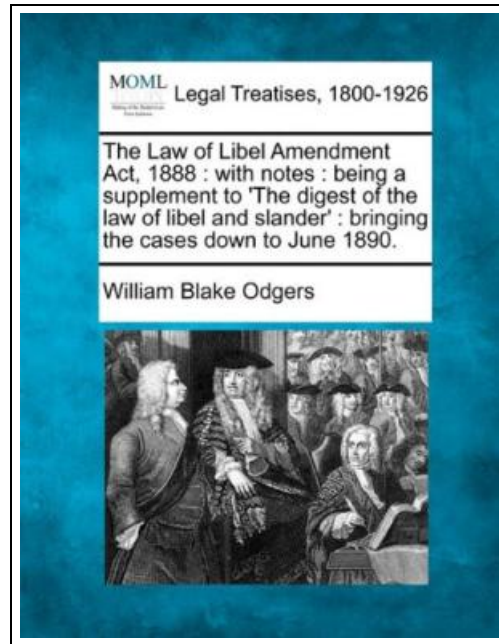 MOML
Legal Treatises, 1800-1926
The Law of Libel Amendment
Act, 1888 : with notes : being a
supplement to 'The digest of the
law of libel and slander' : bringing
the cases down to June 1890.
William Blake Odgers